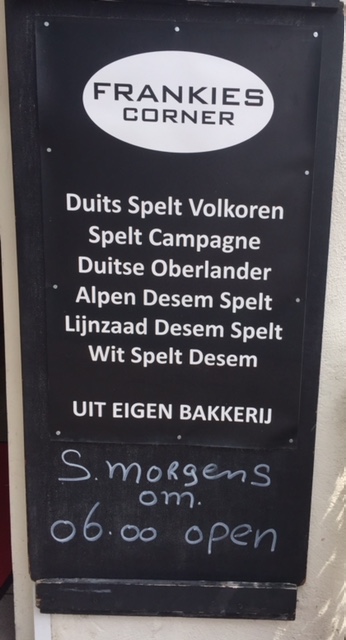 FRANKIES
CORNER
Duits Spelt Volkoren
Spelt Campagne
Duitse Oberlander
Alpen Desem Spelt
Lijnzaad Desem Spelt
Wit Spelt Desem
UIT EIGEN BAKKERIJ
S. morgens
om.
06.00 open